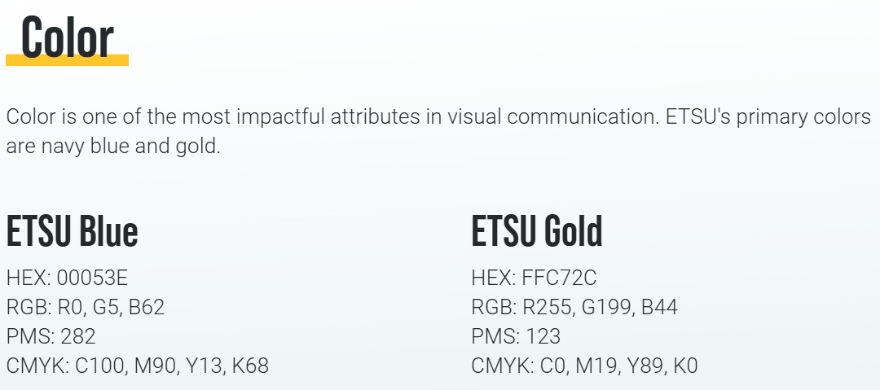 Color
Color is one of the most impactful attributes in visual communication. ETSU's primary colors
are navy blue and gold.
ETSU Blue
HEX: 00053E
RGB: R0, G5, B62
PMS: 282
CMYK: C100, M90, Y13, K68
ETSU Gold
HEX: FFC72C
RGB: R255, G199, B44
PMS: 123
CMYK: C0, M19, Y89, K0